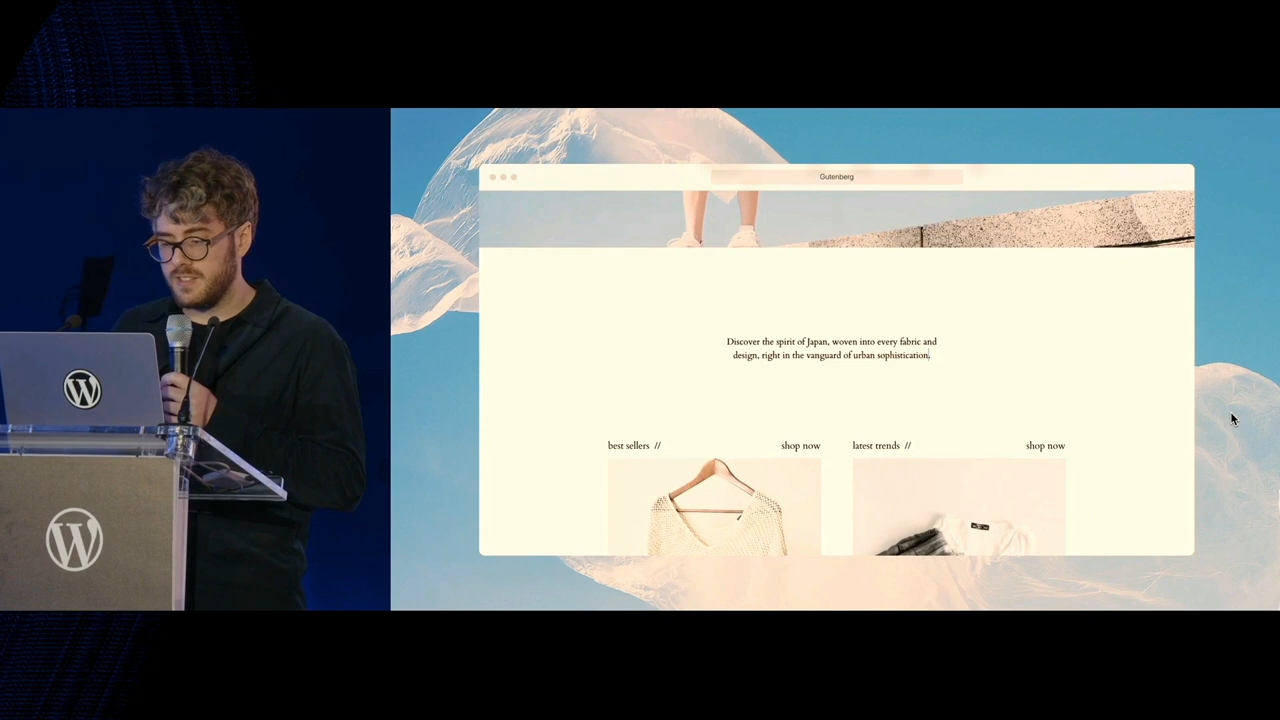 Gutenberg
Discover the spirit of Japan, woven into every fabric and
design, right in the vanguard of urban sophistication.
best sellers // shop now latest trends // shop now
W
W